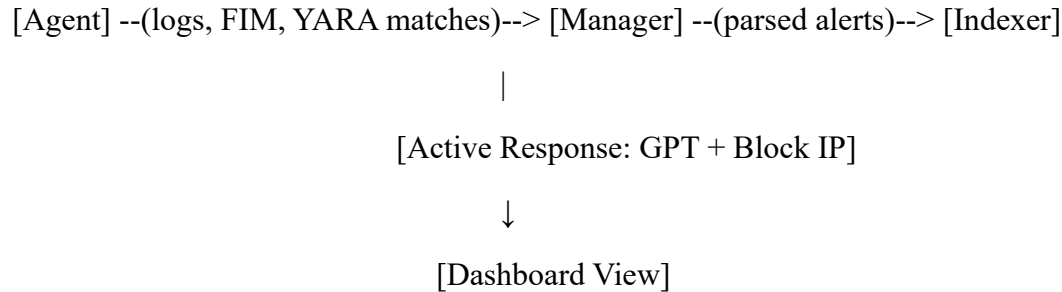 [Agent] --(logs, FIM, YARA matches)--> [Manager] --(parsed alerts)--> [Indexer]
|
[Active Response: GPT + Block IP]
↓
[Dashboard View]